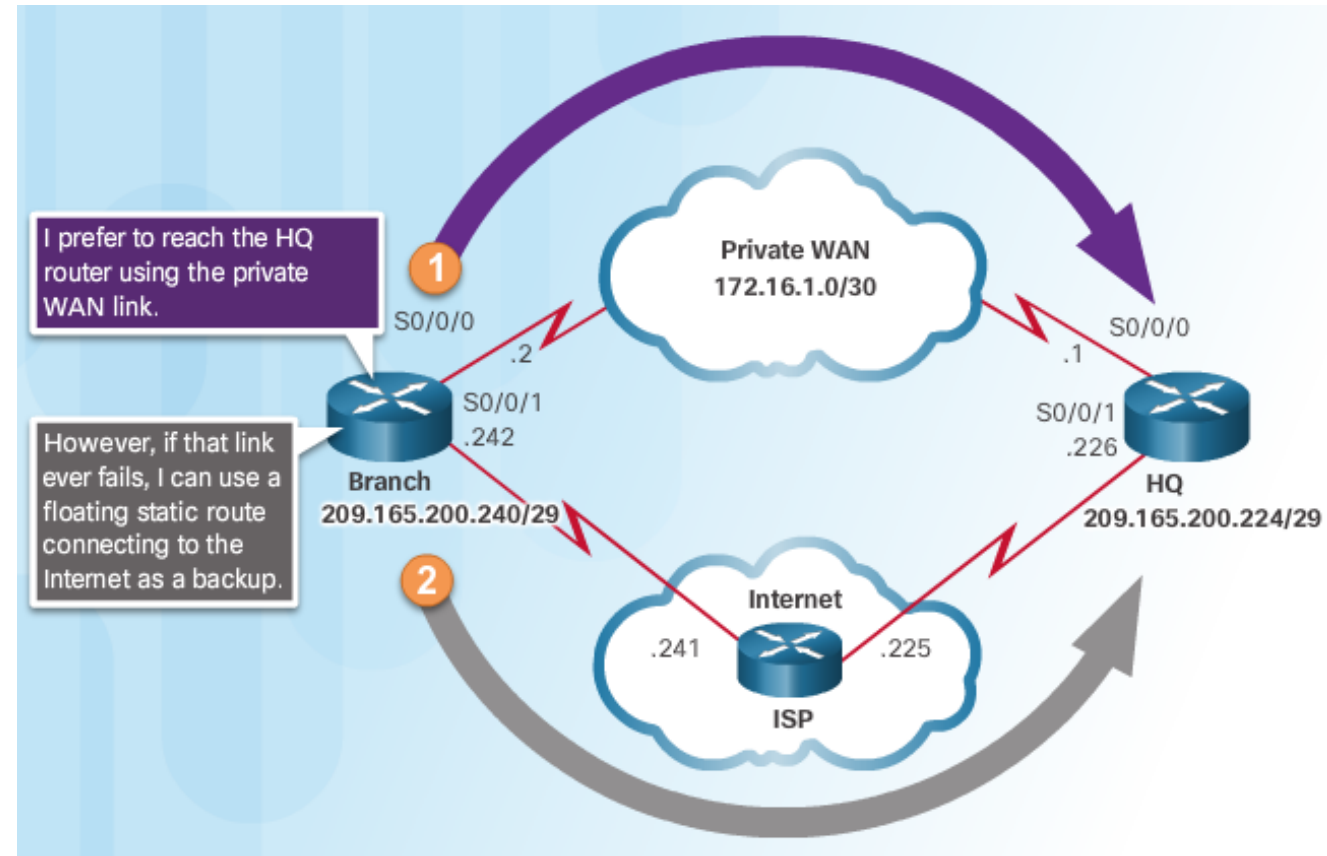 I prefer to reach the HQ
router using the private
WAN link.
1
S0/0/0
.2
Private WAN
172.16.1.0/30
S0/0/0
.1
S0/0/1
.242
S0/0/1
.226
However, if that link
ever fails, I can use a
floating static route
connecting to the
Internet as a backup.
Branch
209.165.200.240/29
HQ
209.165.200.224/29
2
Internet
.241
.225
ISP